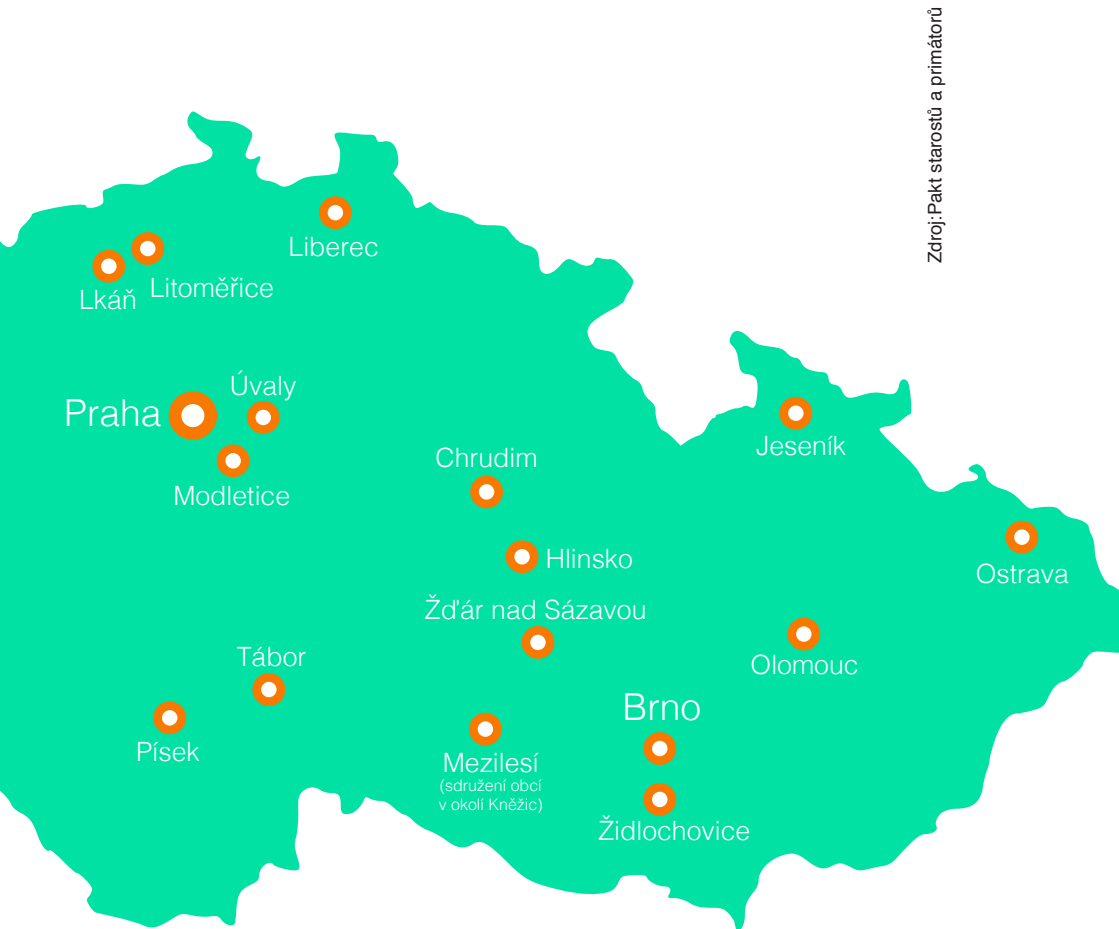 Zdroj:Pakt starostů a primátorů
Liberec
Lkáň
Litoměřice
Úvaly
Praha
Modletice
Chrudim
Jeseník
Hlinsko
Ostrava
Žďár nad Sázavou
Tábor
Olomouc
Písek
Brno
Mezilesí
(sdružení obcí
v okolí Kněžic)
Židlochovice